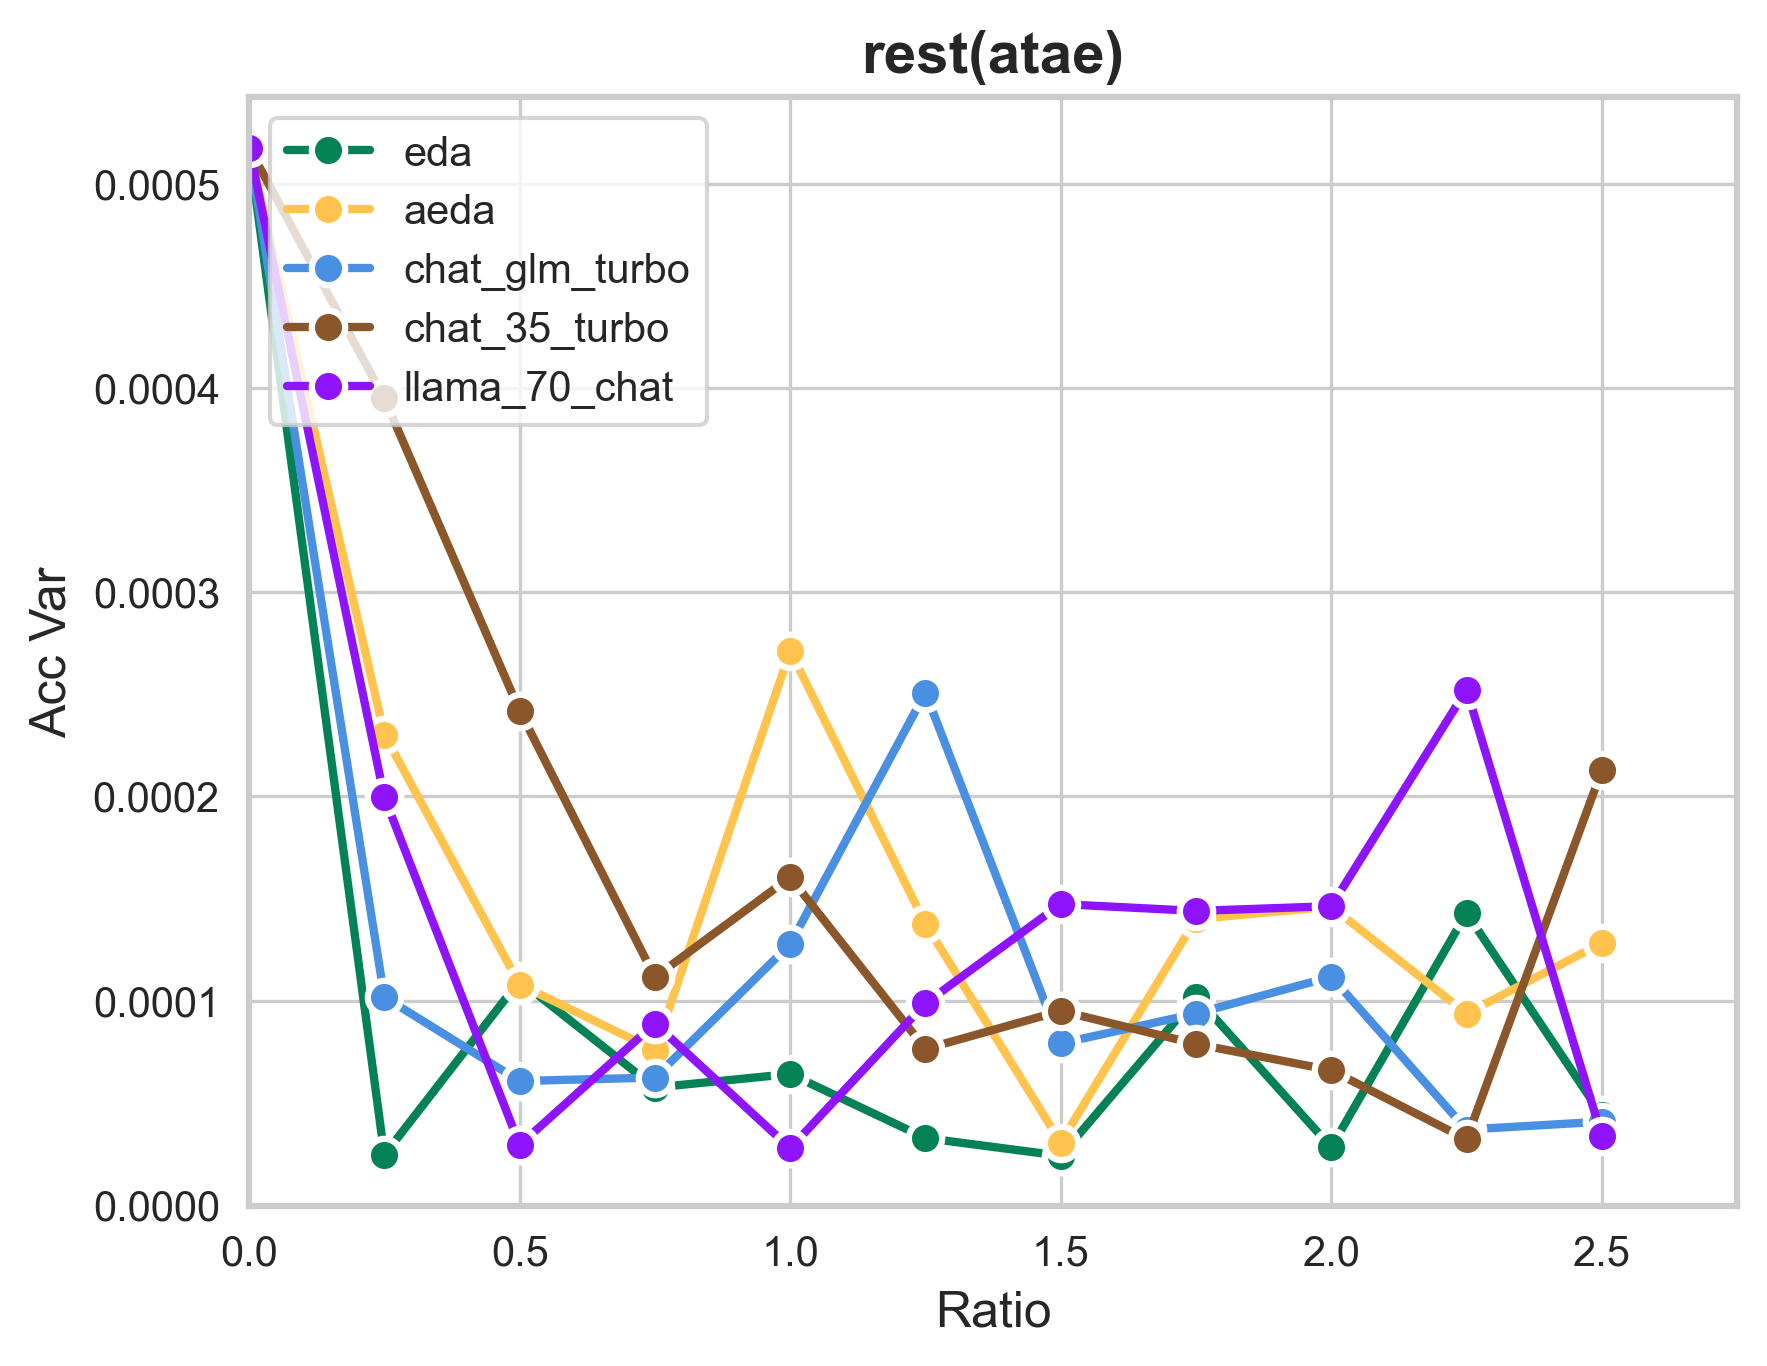 rest(atae)
eda
aeda
chat_glm_turbo
chat_35_turbo
llama_70_chat
Acc Var
0.0005
0.0004
0.0003
0.0002
0.0001
0.0000
0.0 0.5 1.0 1.5 2.0 2.5
Ratio